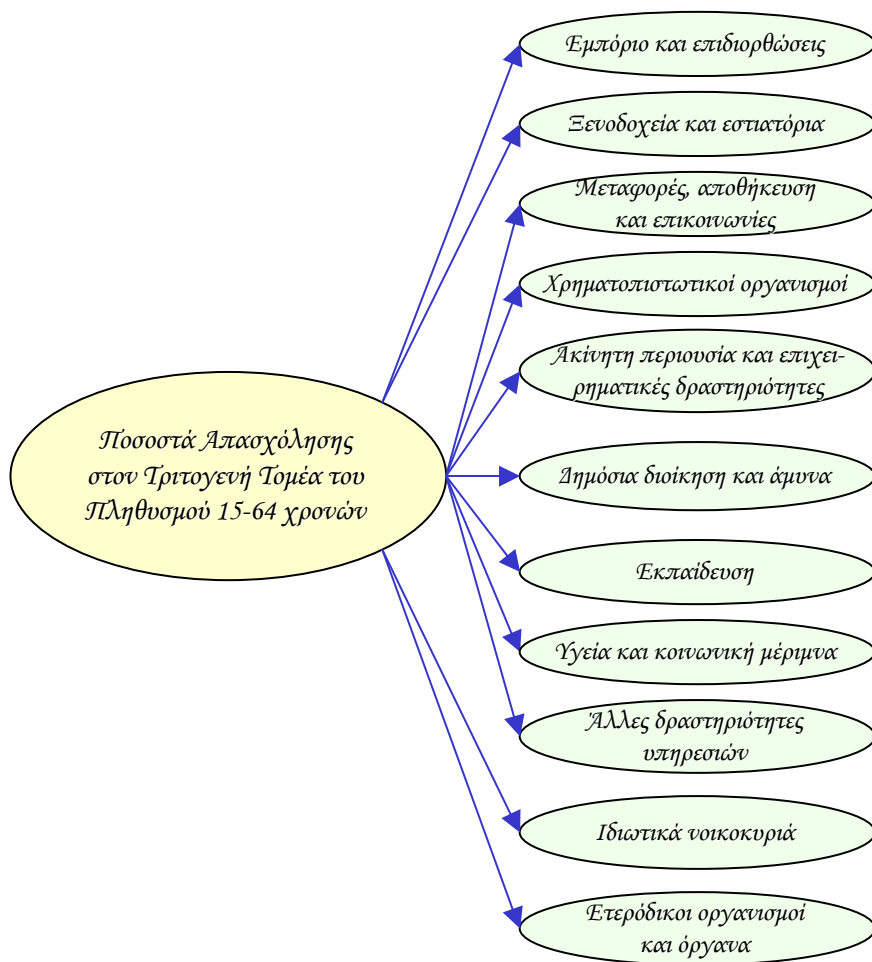 Εμπόριο και επιδιορθώσεις
Ξενοδοχεία και εστιατόρια
Μεταφορές, αποθήκευση
και επικοινωνίες
Χρηματοπιστωτικοί οργανισμοί
Ακίνητη περιουσία και επιχει-
ρηματικές δραστηριότητες
Ποσοστά Απασχόλησης
στον Τριτογενή Τομέα του
Πληθυσμού 15-64 χρονών
Δημόσια διοίκηση και άμυνα
Εκπαίδευση
Υγεία και κοινωνική μέριμνα
Άλλες δραστηριότητες
υπηρεσιών
Ιδιωτικά νοικοκυριά
Ετερόδικοι οργανισμοί
και όργανα